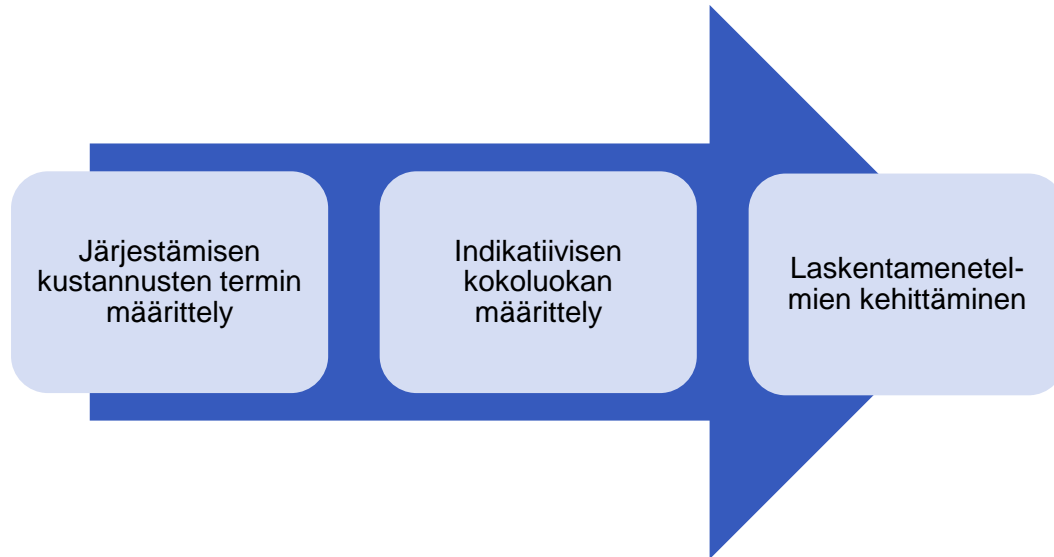 Järjestämisen
kustannusten termin
määrittely
Indikatiivisen
kokoluokan
määrittely
Laskentamenetel-
mien kehittäminen